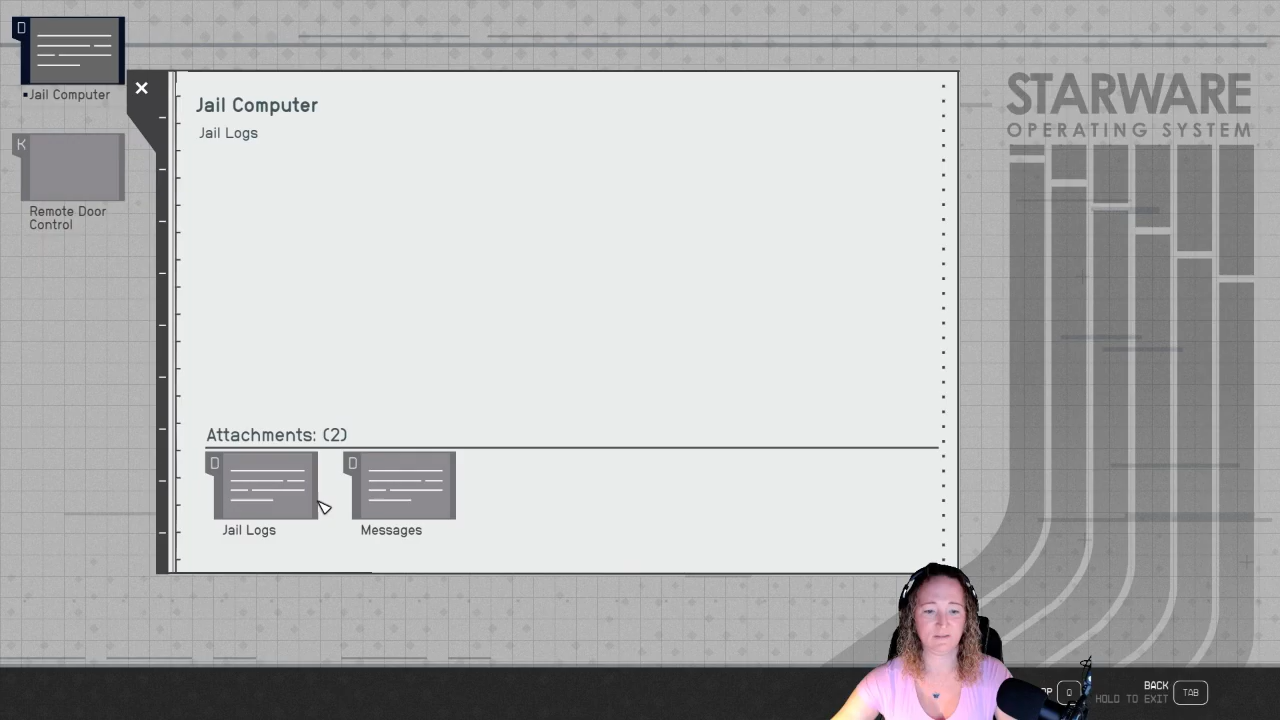 D
Jail Computer
K
Remote Door
Control
×
Jail Computer
Jail Logs
Attachments: (2)
D
Jail Logs
D
Messages
STARWARE
OPERATING SYSTEM
Q
BACK
HOLD TO EXIT
TAB